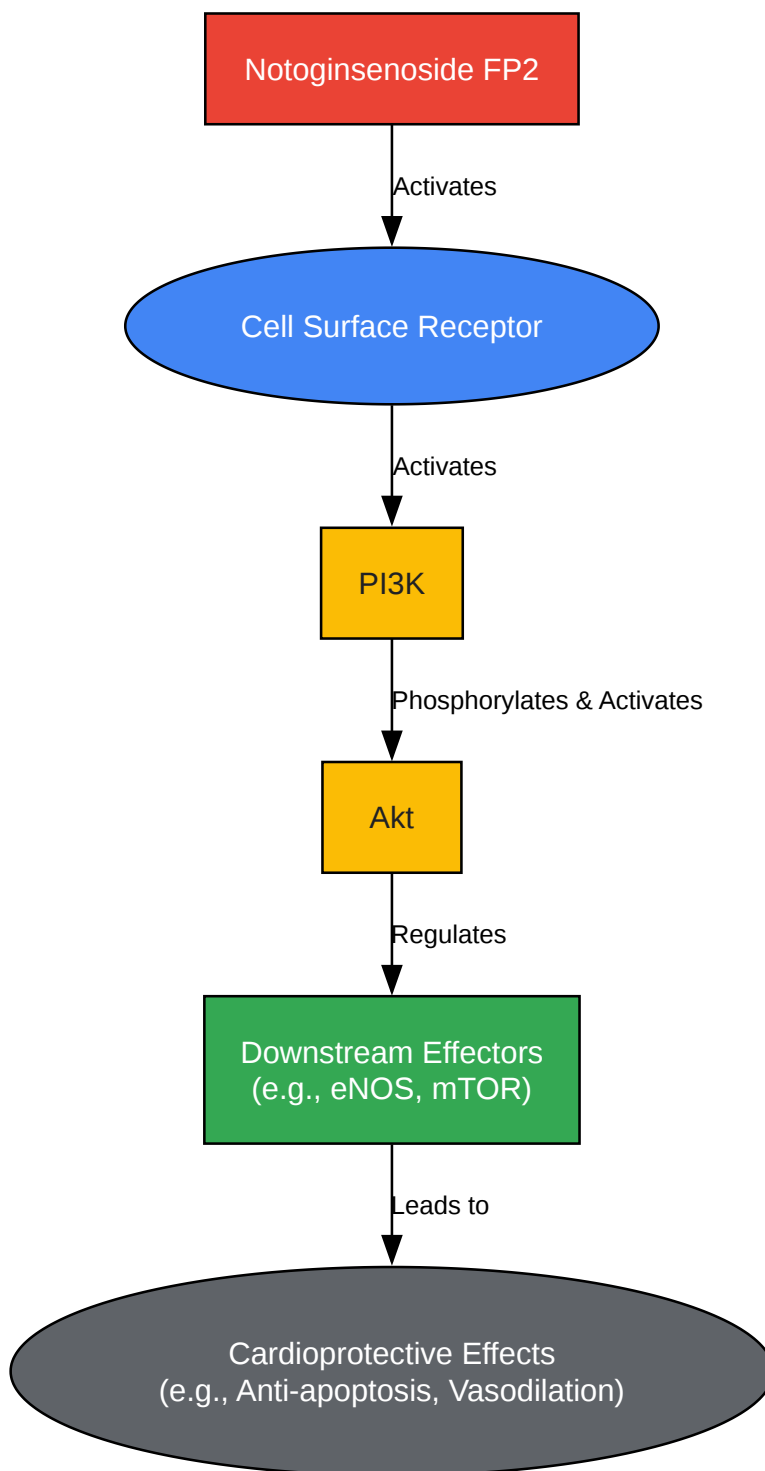 Notoginsenoside FP2
Activates
Cell Surface Receptor
Activates
PI3K
Phosphorylates & Activates
Akt
Regulates
Downstream Effectors
(e.g., eNOS, mTOR)
Leads to
Cardioprotective Effects
(e.g., Anti-apoptosis, Vasodilation)